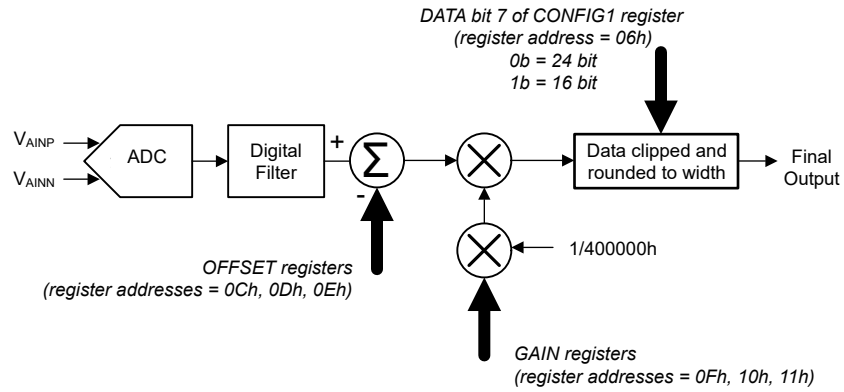 DATA bit 7 of CONFIG1 register
(register address = 06h)
0b = 24 bit
1b = 16 bit
VAINP
VAINN
ADC
Digital
Filter
+
Σ
-
Data clipped and
rounded to width
Final
Output
1/400000h
OFFSET registers
(register addresses = 0Ch, 0Dh, 0Eh)
GAIN registers
(register addresses = 0Fh, 10h, 11h)